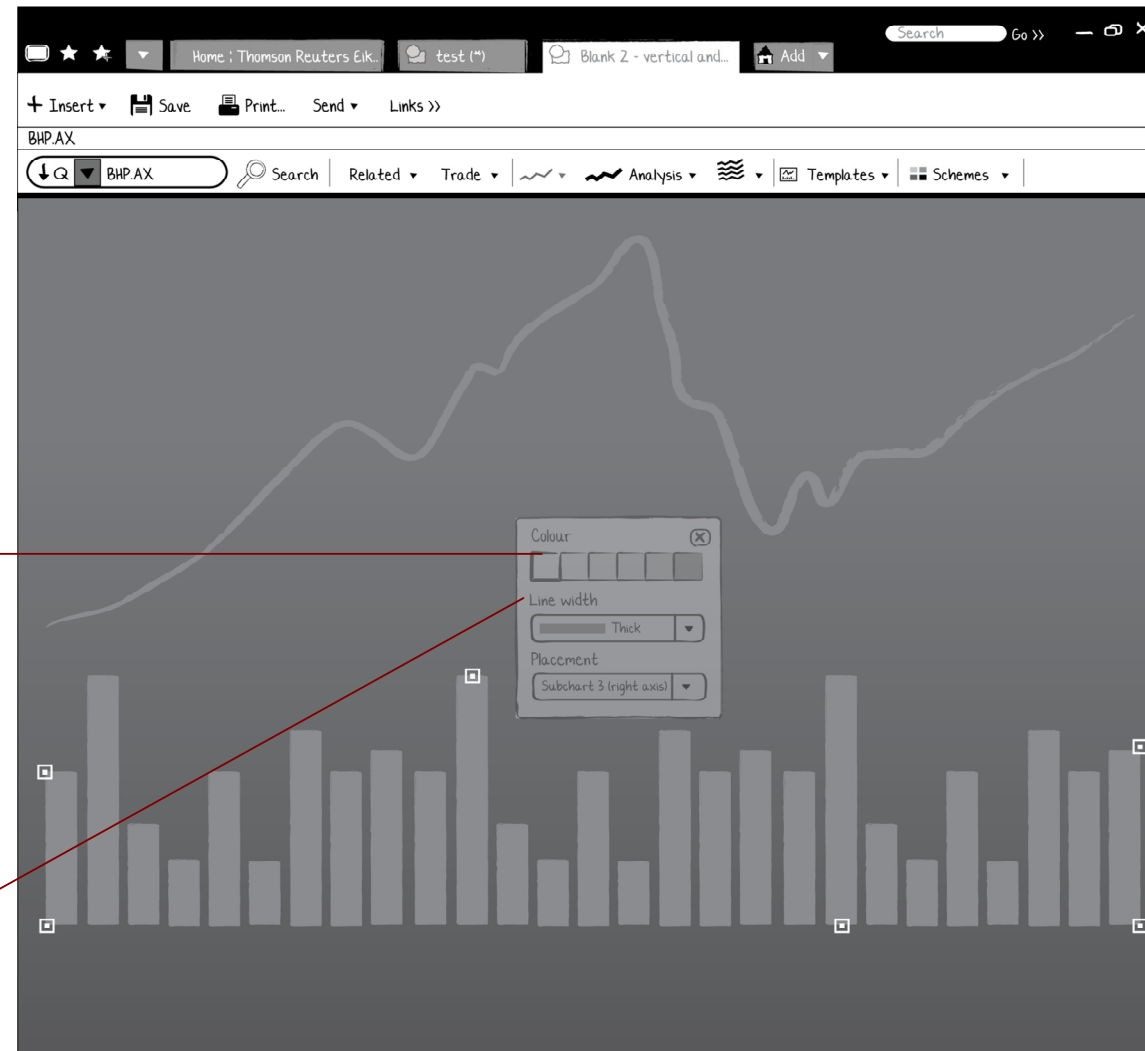 Search Go >>
Home : Thomson Reuters Eik.. test (*) Blank 2 - vertical and... Add
+ Insert Save Print... Send Links >>
BHP.AX
BHP.AX Search Related Trade Analysis Templates Schemes
Colour
Line width
Thick
Placement
Subchart 3 (right axis)